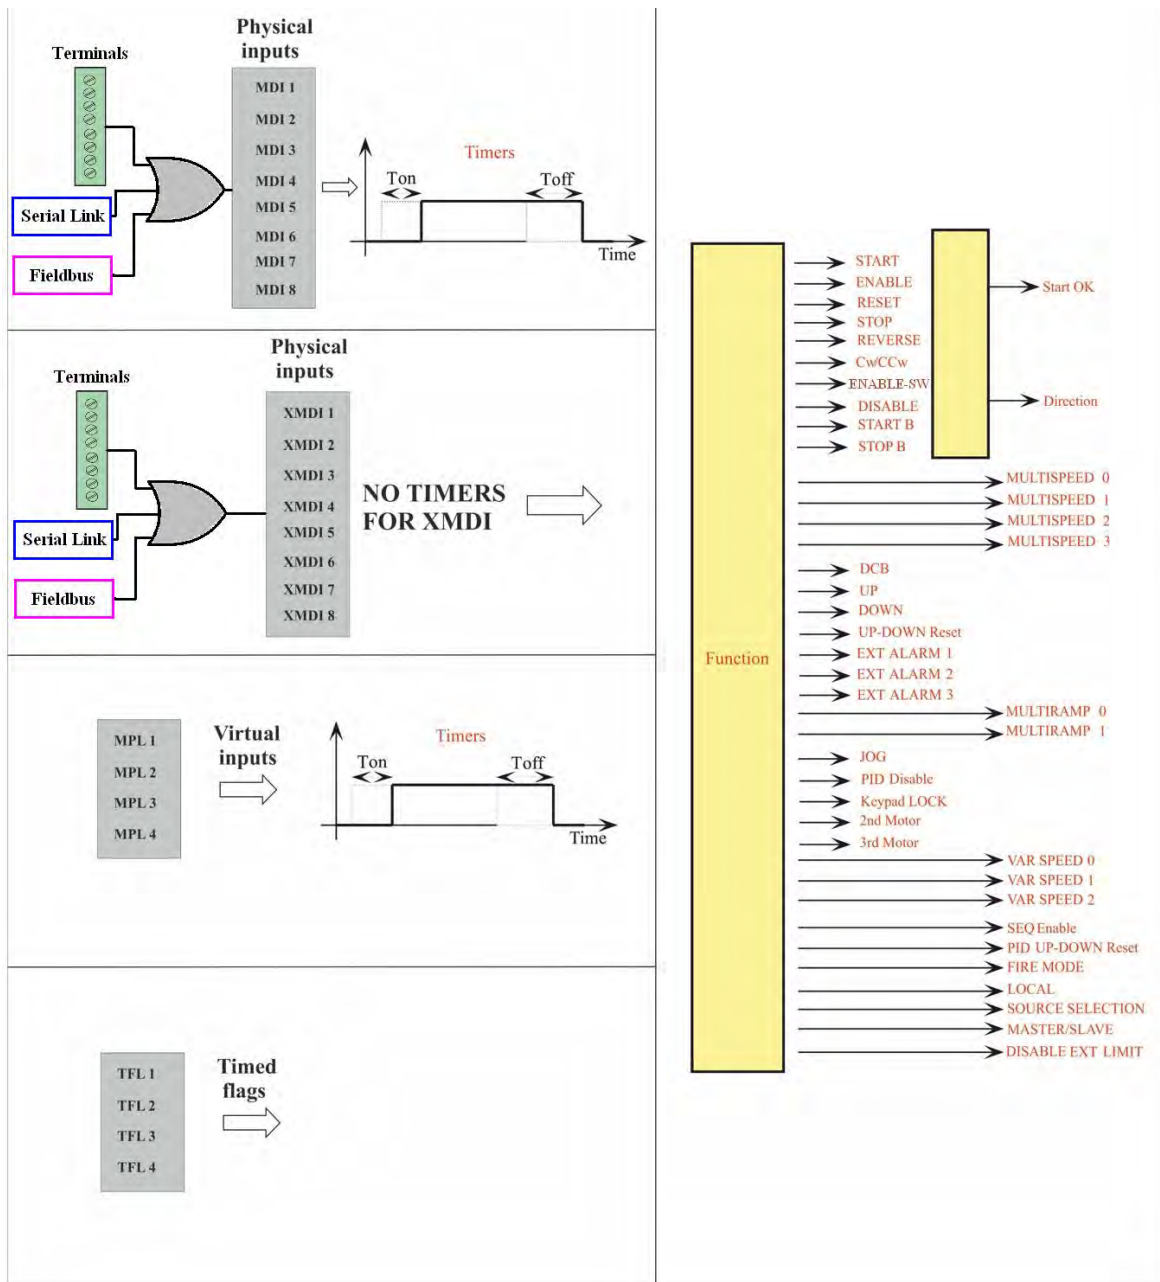 Physical
inputs
Terminals
MDI 1
MDI 2
MDI 3
MDI 4
MDI 5
MDI 6
MDI 7
MDI 8
Serial Link
Fieldbus
Timers
Ton
Toff
Time
Physical
inputs
Terminals
XMDI 1
XMDI 2
XMDI 3
XMDI 4
XMDI 5
XMDI 6
XMDI 7
XMDI 8
Serial Link
Fieldbus
NO TIMERS
FOR XMDI
MPL 1
MPL 2
MPL 3
MPL 4
Virtual
inputs
Timers
Ton
Toff
Time
TFL 1
TFL 2
TFL 3
TFL 4
Timed
flags
Function
START
ENABLE
RESET
STOP
REVERSE
Cw/CCw
ENABLE-SW
DISABLE
START B
STOP B
Start OK
Direction
MULTISPEED 0
MULTISPEED 1
MULTISPEED 2
MULTISPEED 3
DCB
UP
DOWN
UP-DOWN Reset
EXT ALARM 1
EXT ALARM 2
EXT ALARM 3
MULTIRAMP 0
MULTIRAMP 1
JOG
PID Disable
Keypad LOCK
2nd Motor
3rd Motor
VAR SPEED 0
VAR SPEED 1
VAR SPEED 2
SEQ Enable
PID UP-DOWN Reset
FIRE MODE
LOCAL
SOURCE SELECTION
MASTER/SLAVE
DISABLE EXT LIMIT